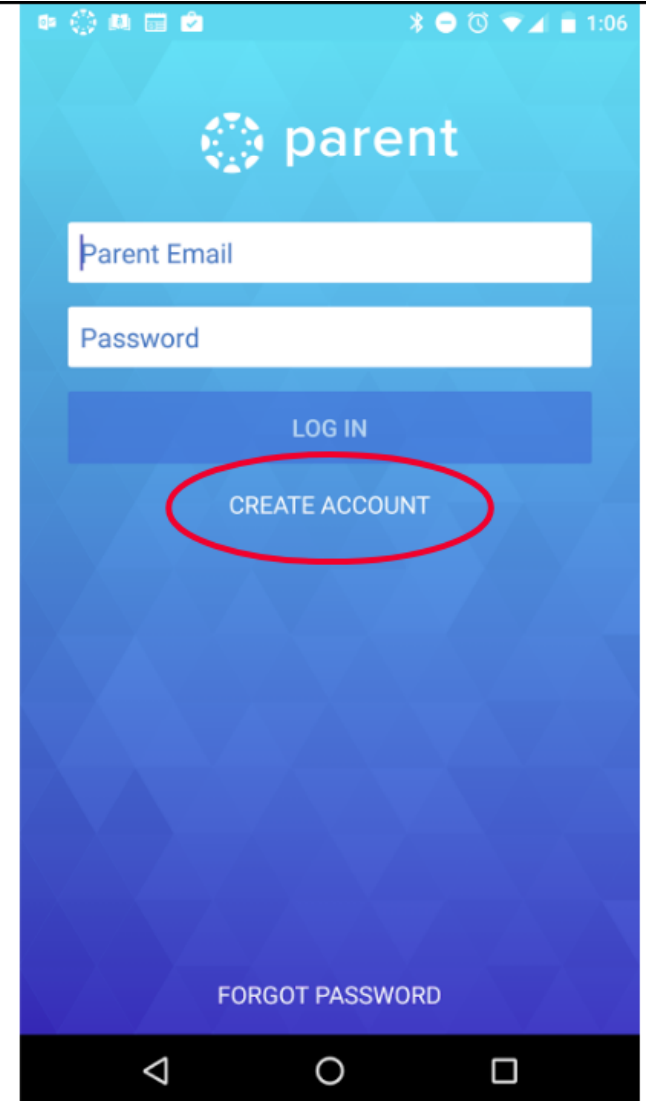 1:06
parent
Parent Email
Password
LOG IN
CREATE ACCOUNT
FORGOT PASSWORD